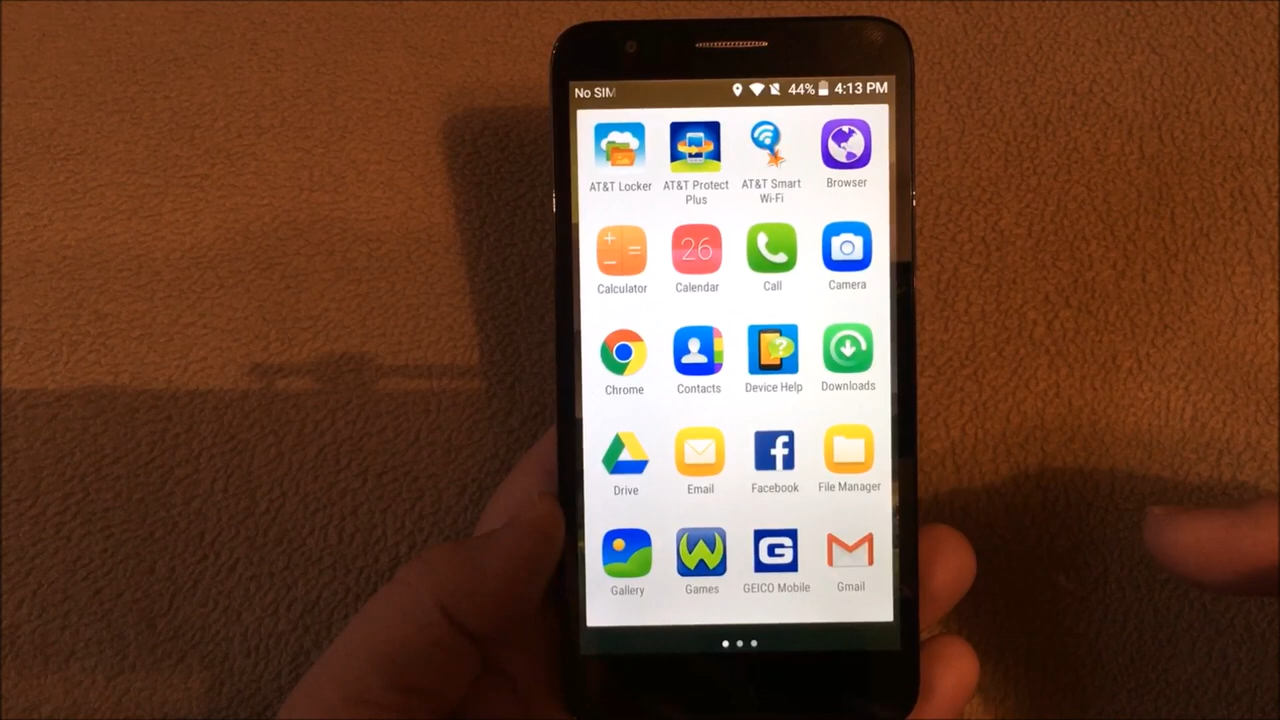 No SIM 44% 4:13 PM
AT&T Locker AT&T Protect Plus AT&T Smart Wi-Fi Browser
+ − = 26
Calculator Calendar Call Camera
?
Chrome Contacts Device Help Downloads
f
Drive Email Facebook File Manager
W G M
Gallery Games GEICO Mobile Gmail